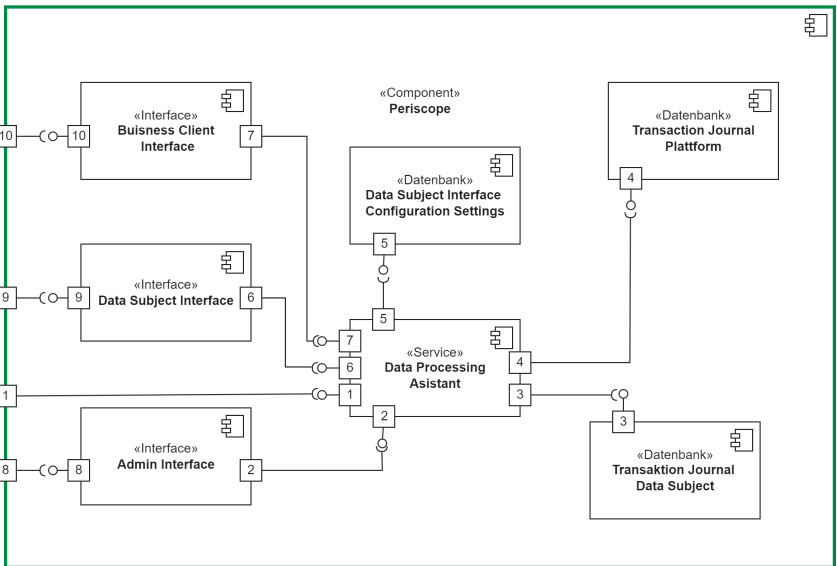 «Component»
Periscope
10
10
«Interface»
Buisness Client
Interface
7
«Datenbank»
Transaction Journal
Plattform
4
«Datenbank»
Data Subject Interface
Configuration Settings
5
9
9
«Interface»
Data Subject Interface
6
5
7
6
1
«Service»
Data Processing
Asistant
4
3
2
1
8
8
«Interface»
Admin Interface
2
3
«Datenbank»
Transaktion Journal
Data Subject